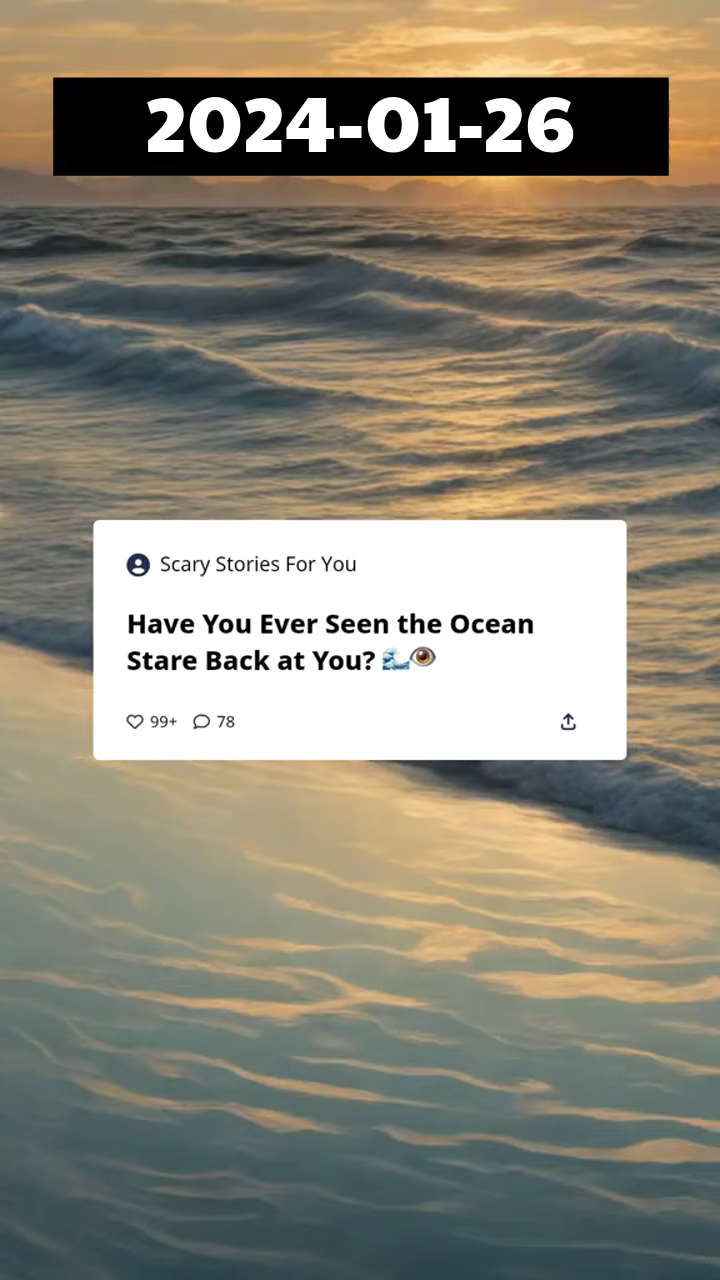 2024-01-26
Scary Stories For You
Have You Ever Seen the Ocean
Stare Back at You? 🌊👁️
99+ 78